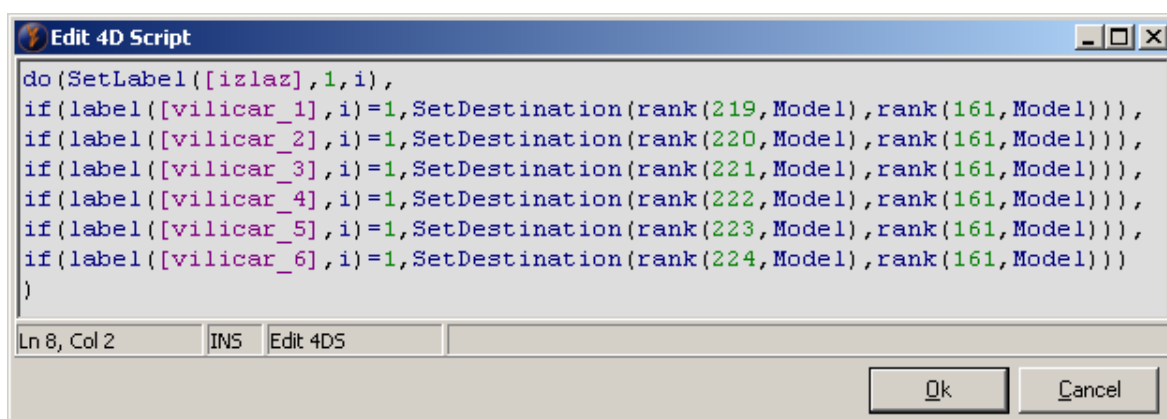 Edit 4D Script
do(SetLabel([izlaz],1,i),
if(label([vilicar_1],i)=1,SetDestination(rank(219,Model),rank(161,Model))),
if(label([vilicar_2],i)=1,SetDestination(rank(220,Model),rank(161,Model))),
if(label([vilicar_3],i)=1,SetDestination(rank(221,Model),rank(161,Model))),
if(label([vilicar_4],i)=1,SetDestination(rank(222,Model),rank(161,Model))),
if(label([vilicar_5],i)=1,SetDestination(rank(223,Model),rank(161,Model))),
if(label([vilicar_6],i)=1,SetDestination(rank(224,Model),rank(161,Model)))
)
Ln 8, Col 2 INS Edit 4DS
Ok Cancel